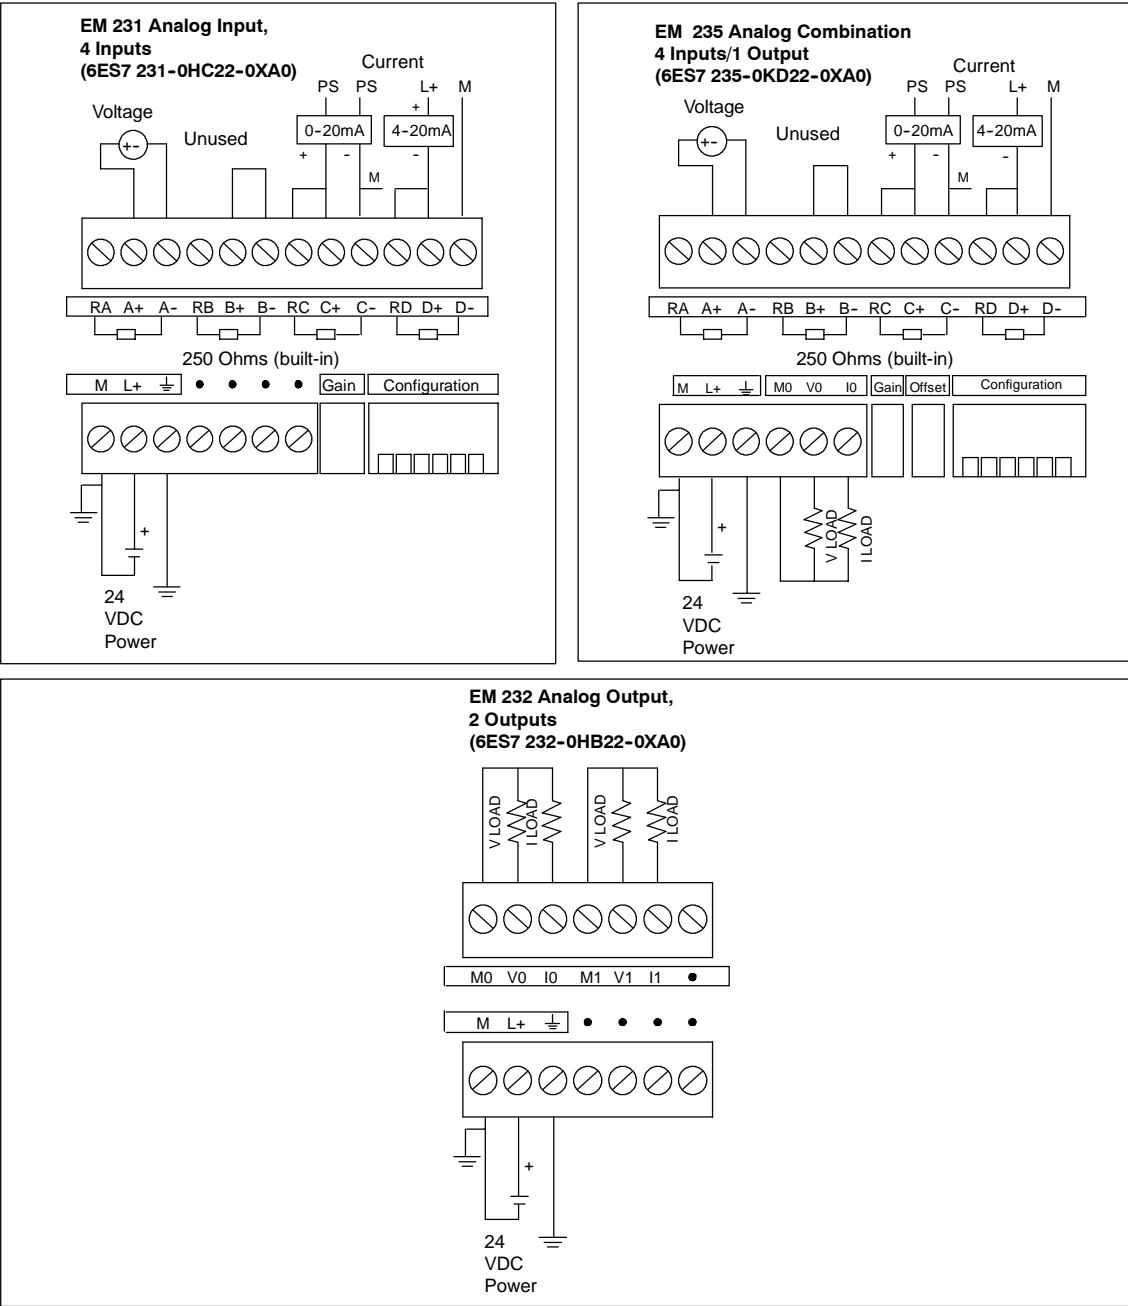 EM 231 Analog Input,
4 Inputs
(6ES7 231-0HC22-0XA0)
Current
PS PS L+ M
Voltage
+
+-
Unused
0-20mA 4-20mA
+ - -
M
RA A+ A- RB B+ B- RC C+ C- RD D+ D-
250 Ohms (built-in)
M L+ • • • • Gain Configuration
+
24
VDC
Power
EM 235 Analog Combination
4 Inputs/1 Output
(6ES7 235-0KD22-0XA0)
Current
PS PS L+ M
Voltage
+-
Unused
0-20mA 4-20mA
+ - -
M
RA A+ A- RB B+ B- RC C+ C- RD D+ D-
250 Ohms (built-in)
M L+ M0 V0 I0 Gain Offset Configuration
+
V LOAD
I LOAD
24
VDC
Power
EM 232 Analog Output,
2 Outputs
(6ES7 232-0HB22-0XA0)
V LOAD
I LOAD
V LOAD
I LOAD
M0 V0 I0 M1 V1 I1 •
M L+ • • • •
+
24
VDC
Power